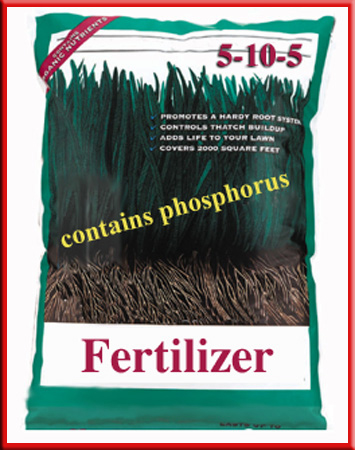 CONTAINS
ORGANIC NUTRIENTS
5-10-5
PROMOTES A HARDY ROOT SYSTEM
CONTROLS THATCH BUILDUP
ADDS LIFE TO YOUR LAWN
COVERS 2000 SQUARE FEET
contains phosphorus
Fertilizer